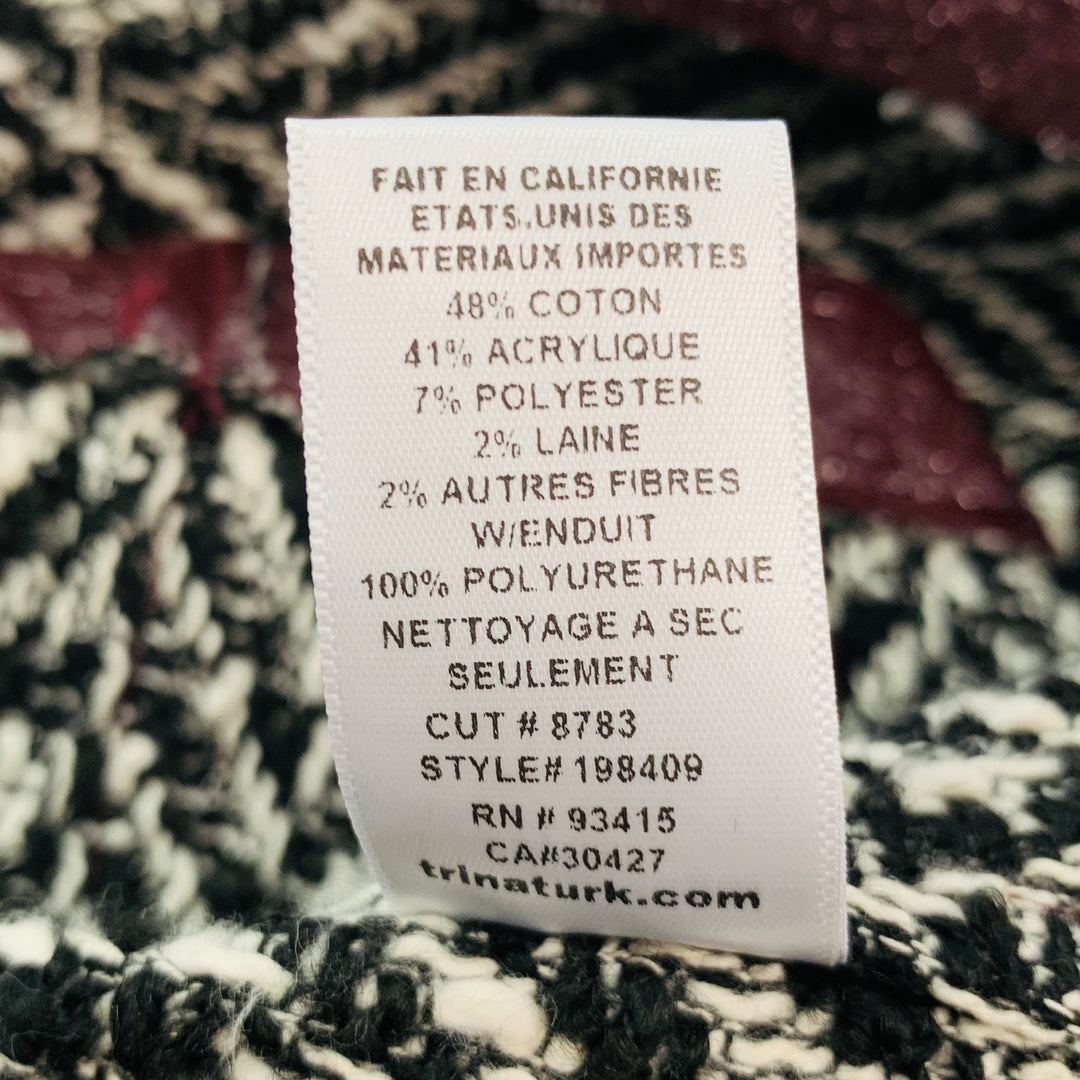 FAIT EN CALIFORNIE
ETATS.UNIS DES
MATERIAUX IMPORTES
48% COTON
41% ACRYLIQUE
7% POLYESTER
2% LAINE
2% AUTRES FIBRES
W/ENDUIT
100% POLYURETHANE
NETTOYAGE A SEC
SEULEMENT
CUT # 8783
STYLE# 198409
RN # 93415
CA#30427
trinaturk.com